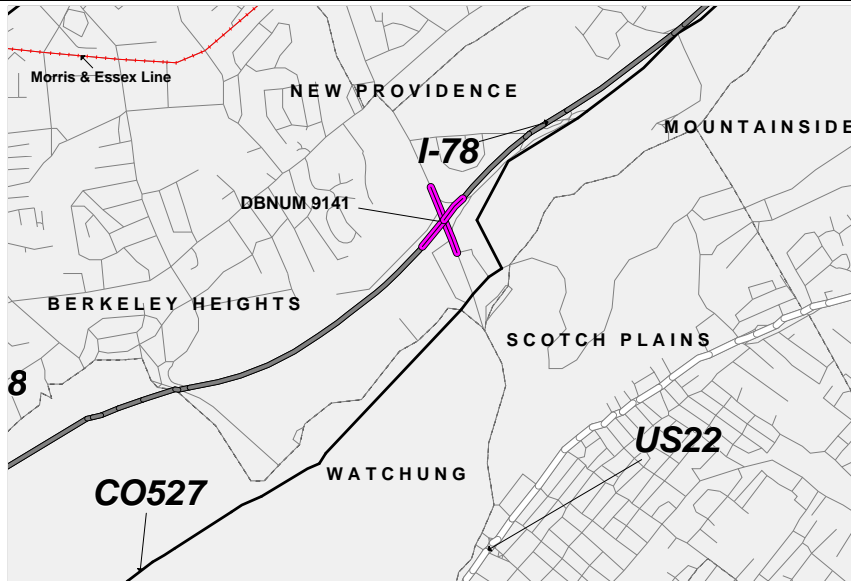 Morris & Essex Line
NEW PROVIDENCE
MOUNTAINSIDE
I-78
DBNUM 9141
BERKELEY HEIGHTS
SCOTCH PLAINS
8
US22
WATCHUNG
CO527